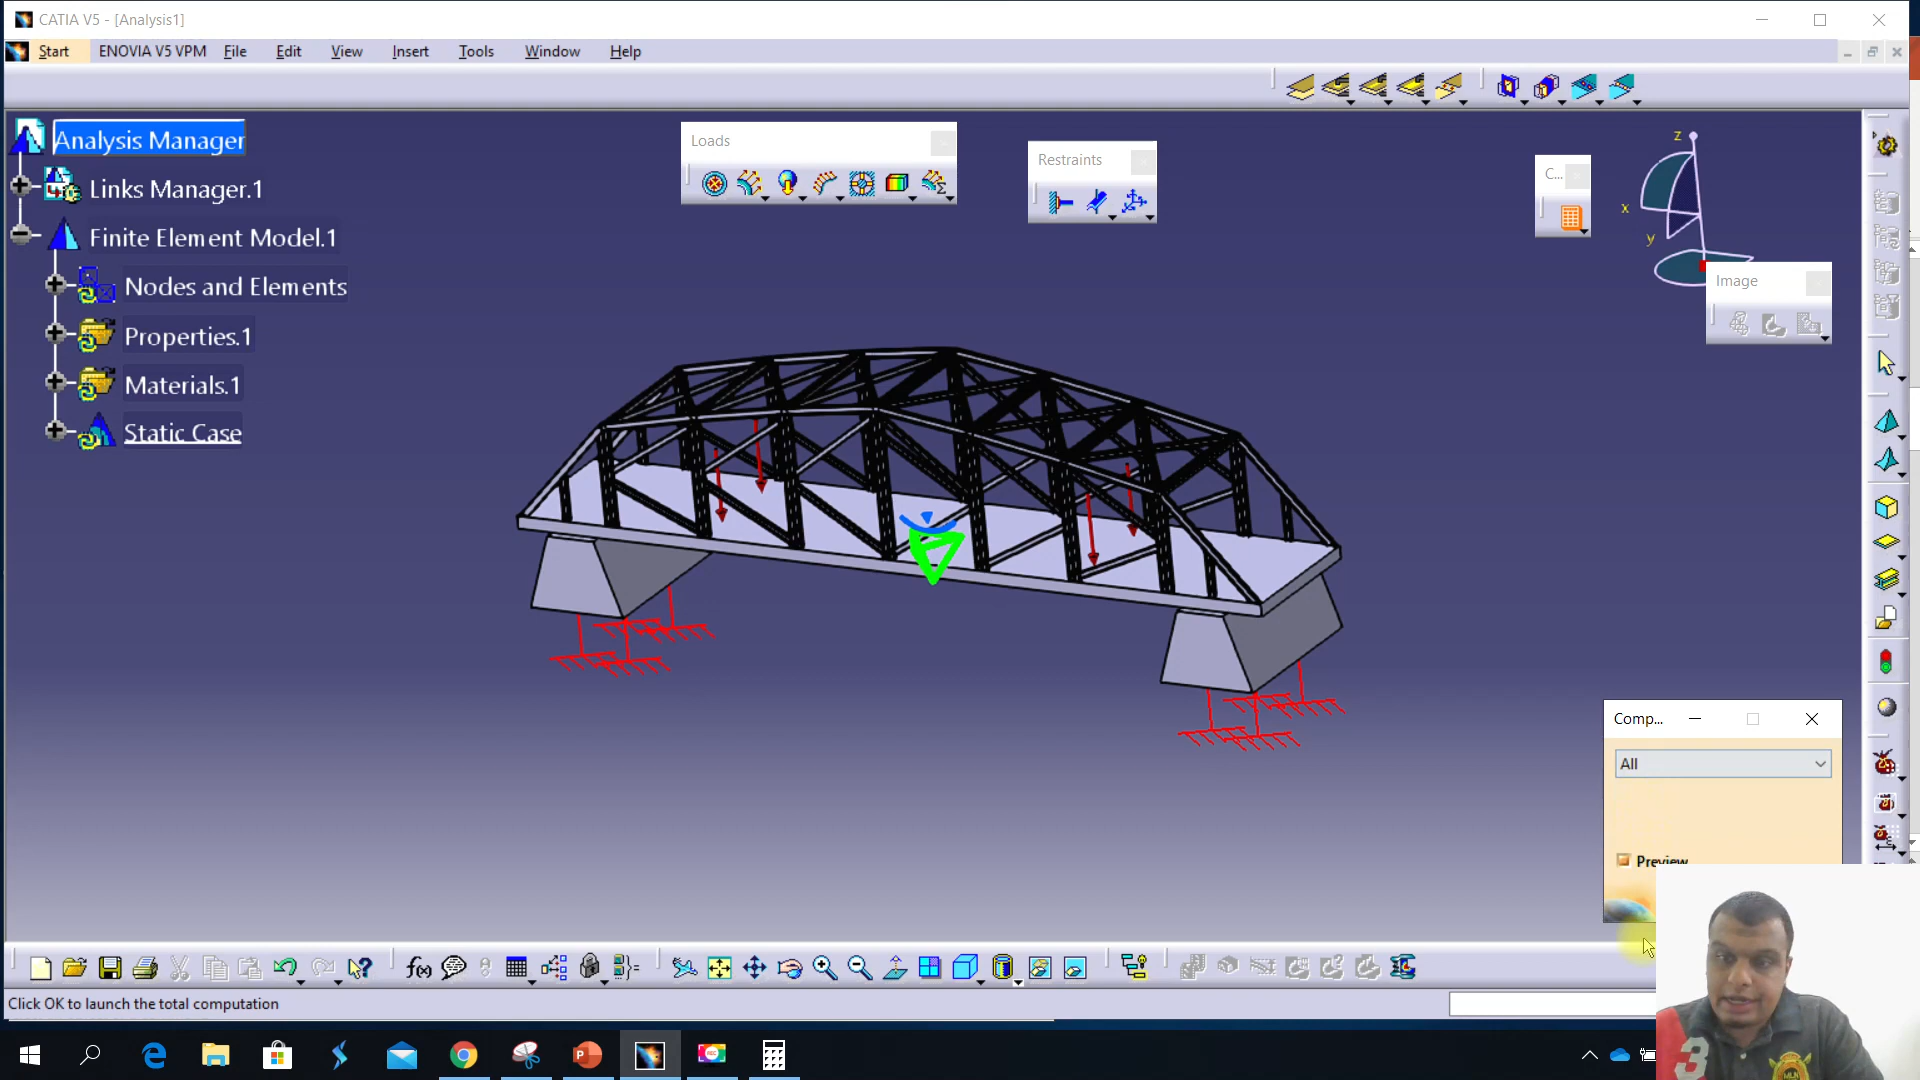 CATIA V5 - [Analysis1]
Start ENOVIA V5 VPM File Edit View Insert Tools Window Help
Analysis Manager
Links Manager.1
Finite Element Model.1
Nodes and Elements
Properties.1
Materials.1
Static Case
Loads
Restraints
C...
z
x
y
Image
Comp...
All
Preview
f(x)
Click OK to launch the total computation
3